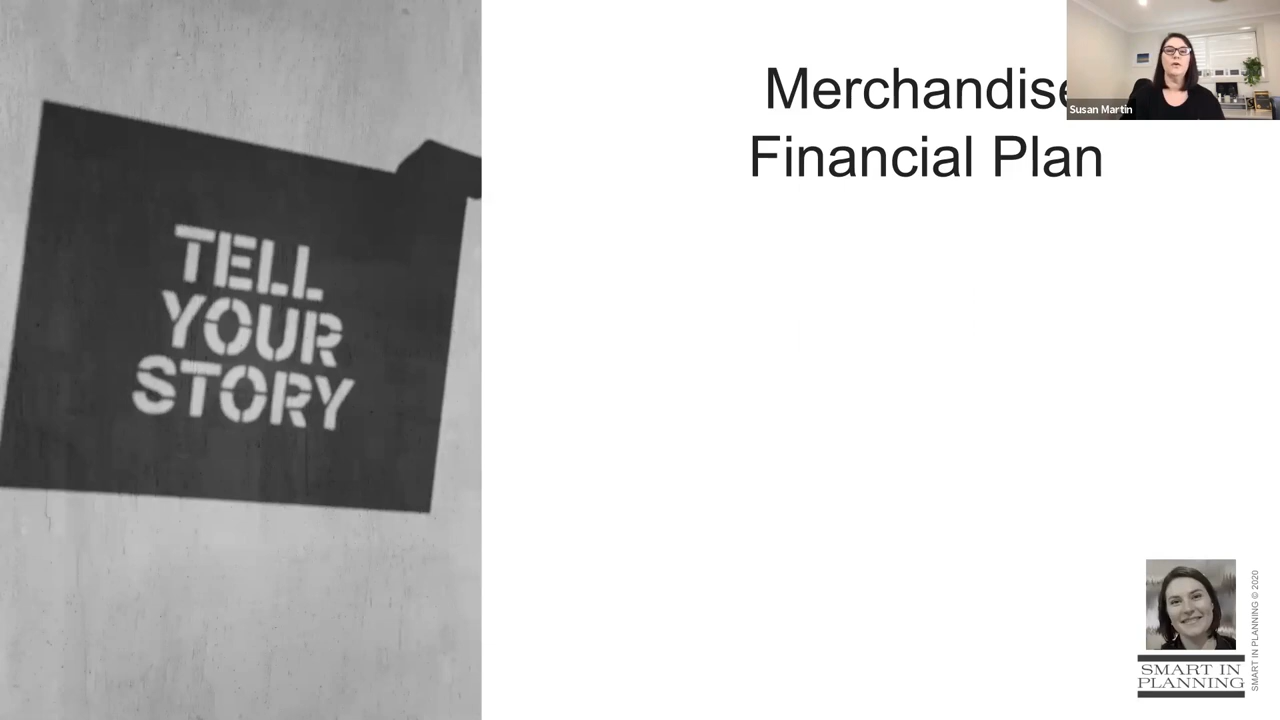 TELL
YOUR
STORY
Merchandise
Financial Plan
Susan Martin
SMART IN
PLANNING
SMART IN PLANNING © 2020